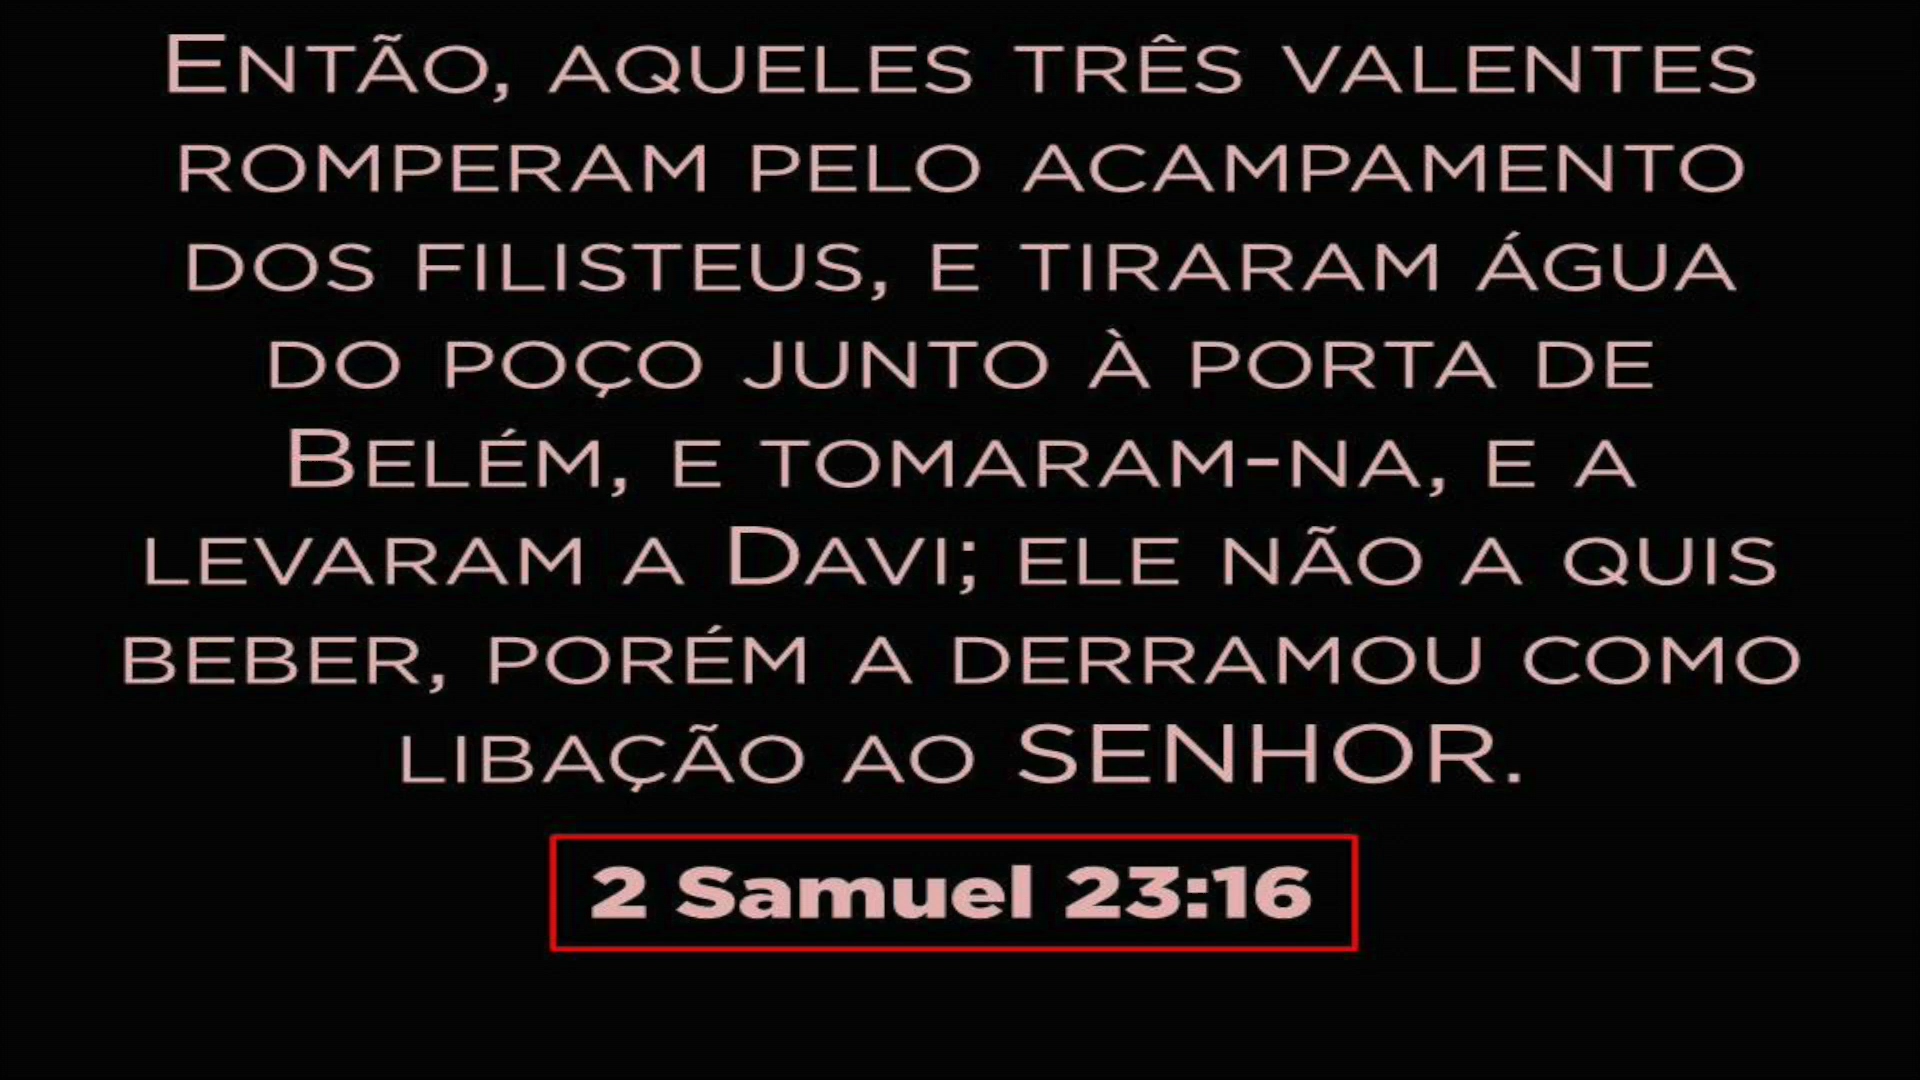 Então, aqueles três valentes
romperam pelo acampamento
dos filisteus, e tiraram água
do poço junto à porta de
Belém, e tomaram-na, e a
levaram a Davi; ele não a quis
beber, porém a derramou como
libação ao SENHOR.
2 Samuel 23:16